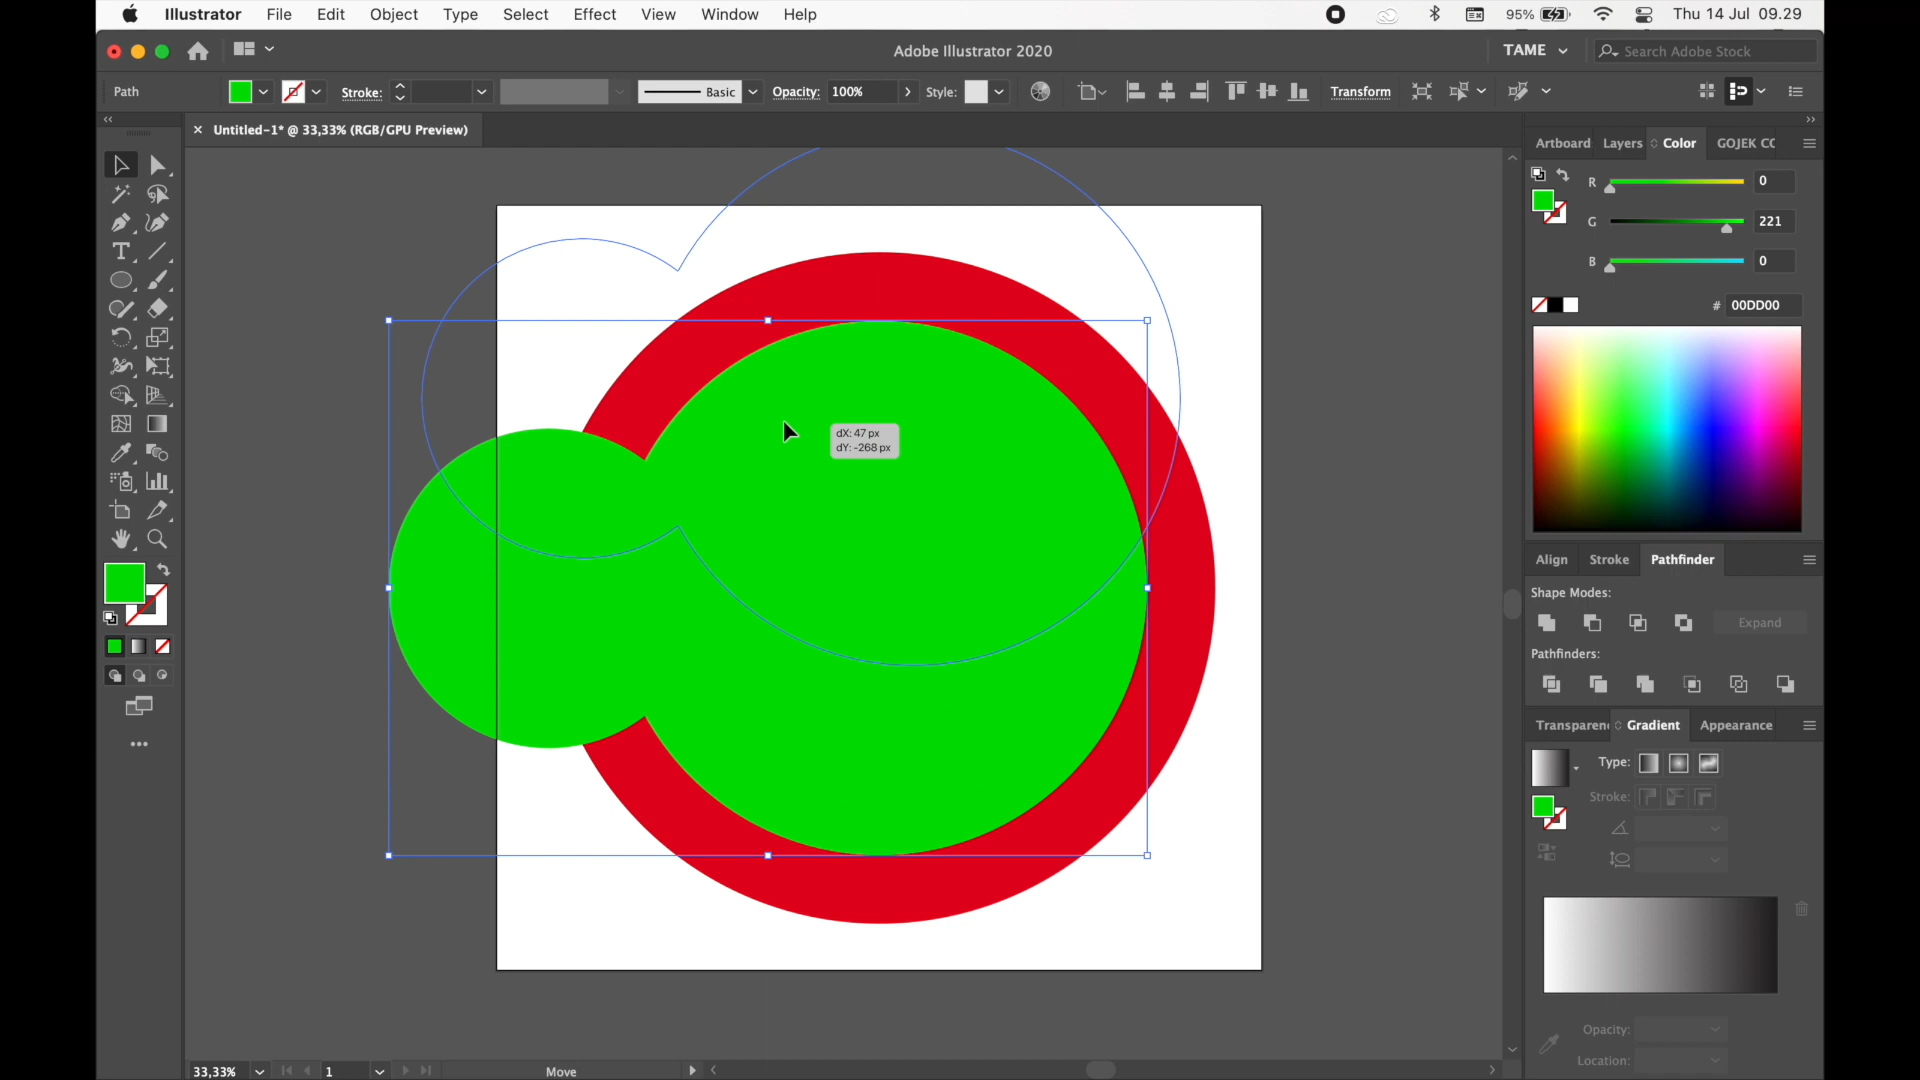 Illustrator File Edit Object Type Select Effect View Window Help 95% Thu 14 Jul 09.29
Adobe Illustrator 2020 TAME Search Adobe Stock
Path Stroke: Basic Opacity: 100% Style: Transform
× Untitled-1* @ 33,33% (RGB/GPU Preview)
Artboard Layers Color GOJEK CC
R 0
G 221
B 0
# 00DD00
dX: 47 px
dY: -268 px
Align Stroke Pathfinder
Shape Modes:
Expand
Pathfinders:
Transparen Gradient Appearance
Type:
Stroke:
Opacity:
Location:
33,33% 1 Move